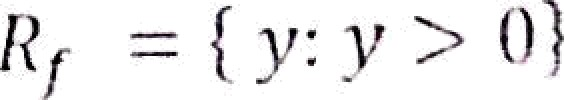 R_f = { y: y > 0}